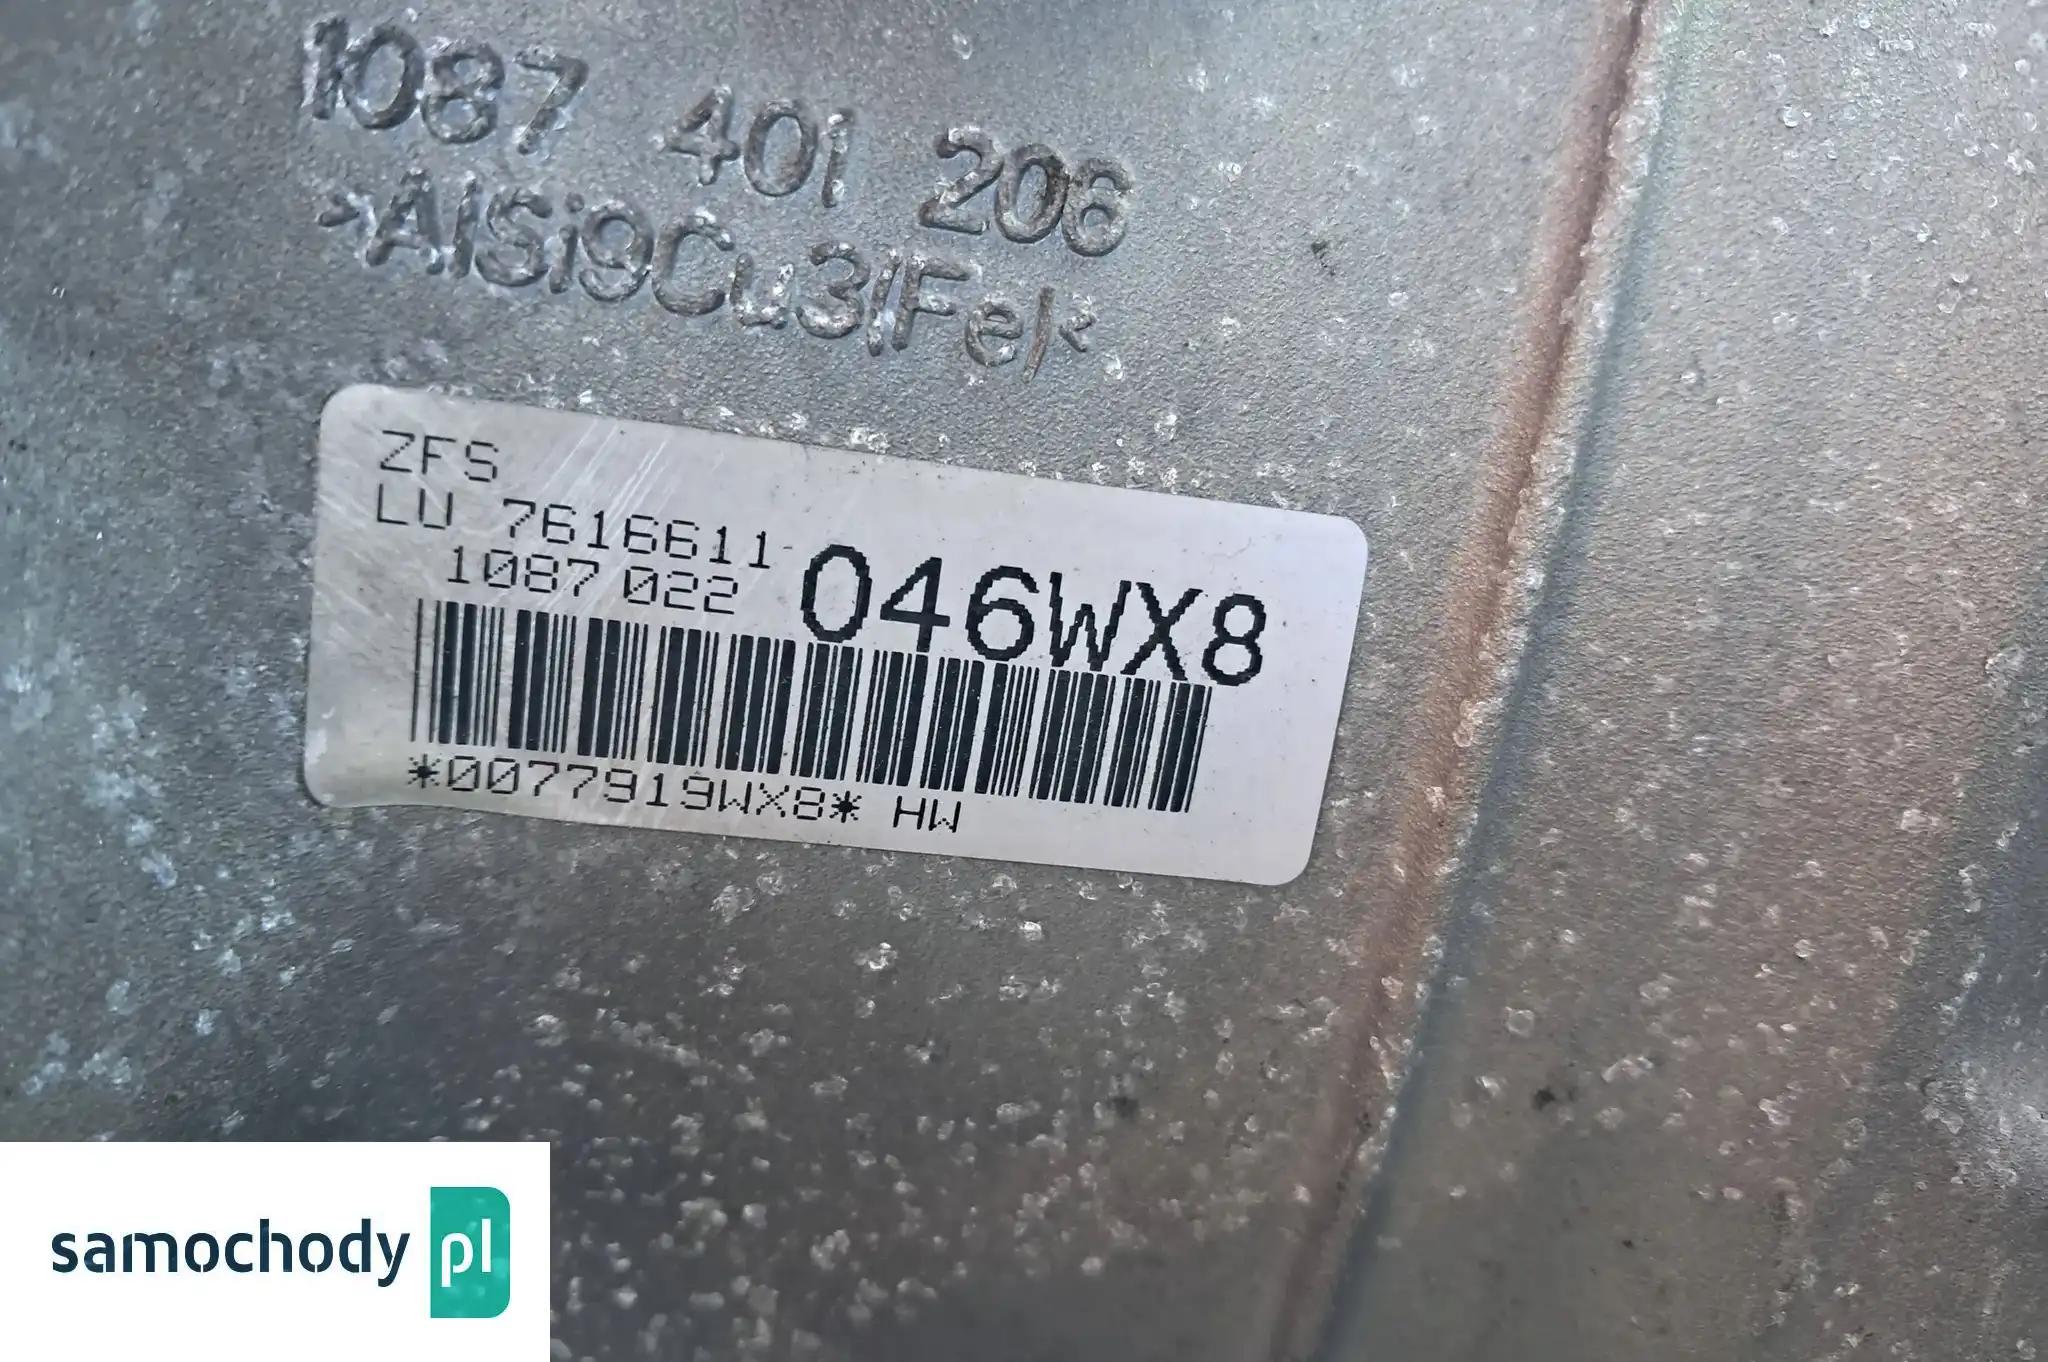 1087 401 206
>AlSi9Cu3(Fe)<
ZFS
LU 7616611
1087 022 046WX8
*0077919WX8* HW
samochody pl